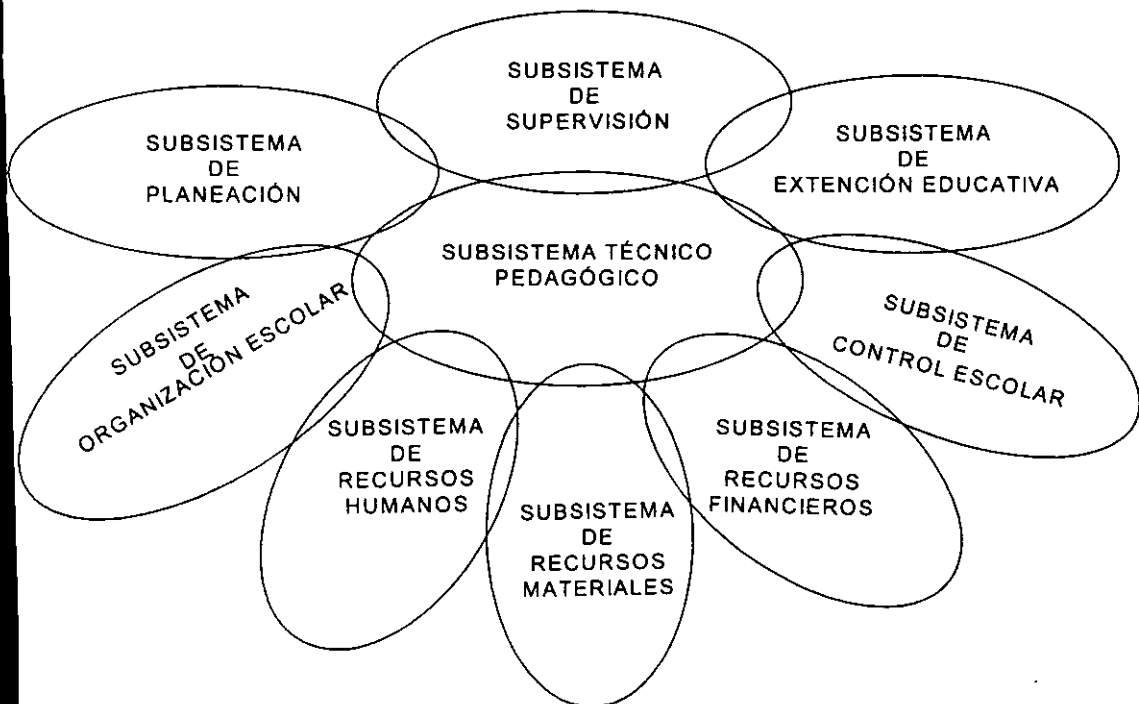 SUBSISTEMA
DE
SUPERVISIÓN
SUBSISTEMA
DE
PLANEACIÓN
SUBSISTEMA
DE
EXTENCIÓN EDUCATIVA
SUBSISTEMA TÉCNICO
PEDAGÓGICO
SUBSISTEMA
DE
ORGANIZACIÓN ESCOLAR
SUBSISTEMA
DE
CONTROL ESCOLAR
SUBSISTEMA
DE
RECURSOS
HUMANOS
SUBSISTEMA
DE
RECURSOS
MATERIALES
SUBSISTEMA
DE
RECURSOS
FINANCIEROS